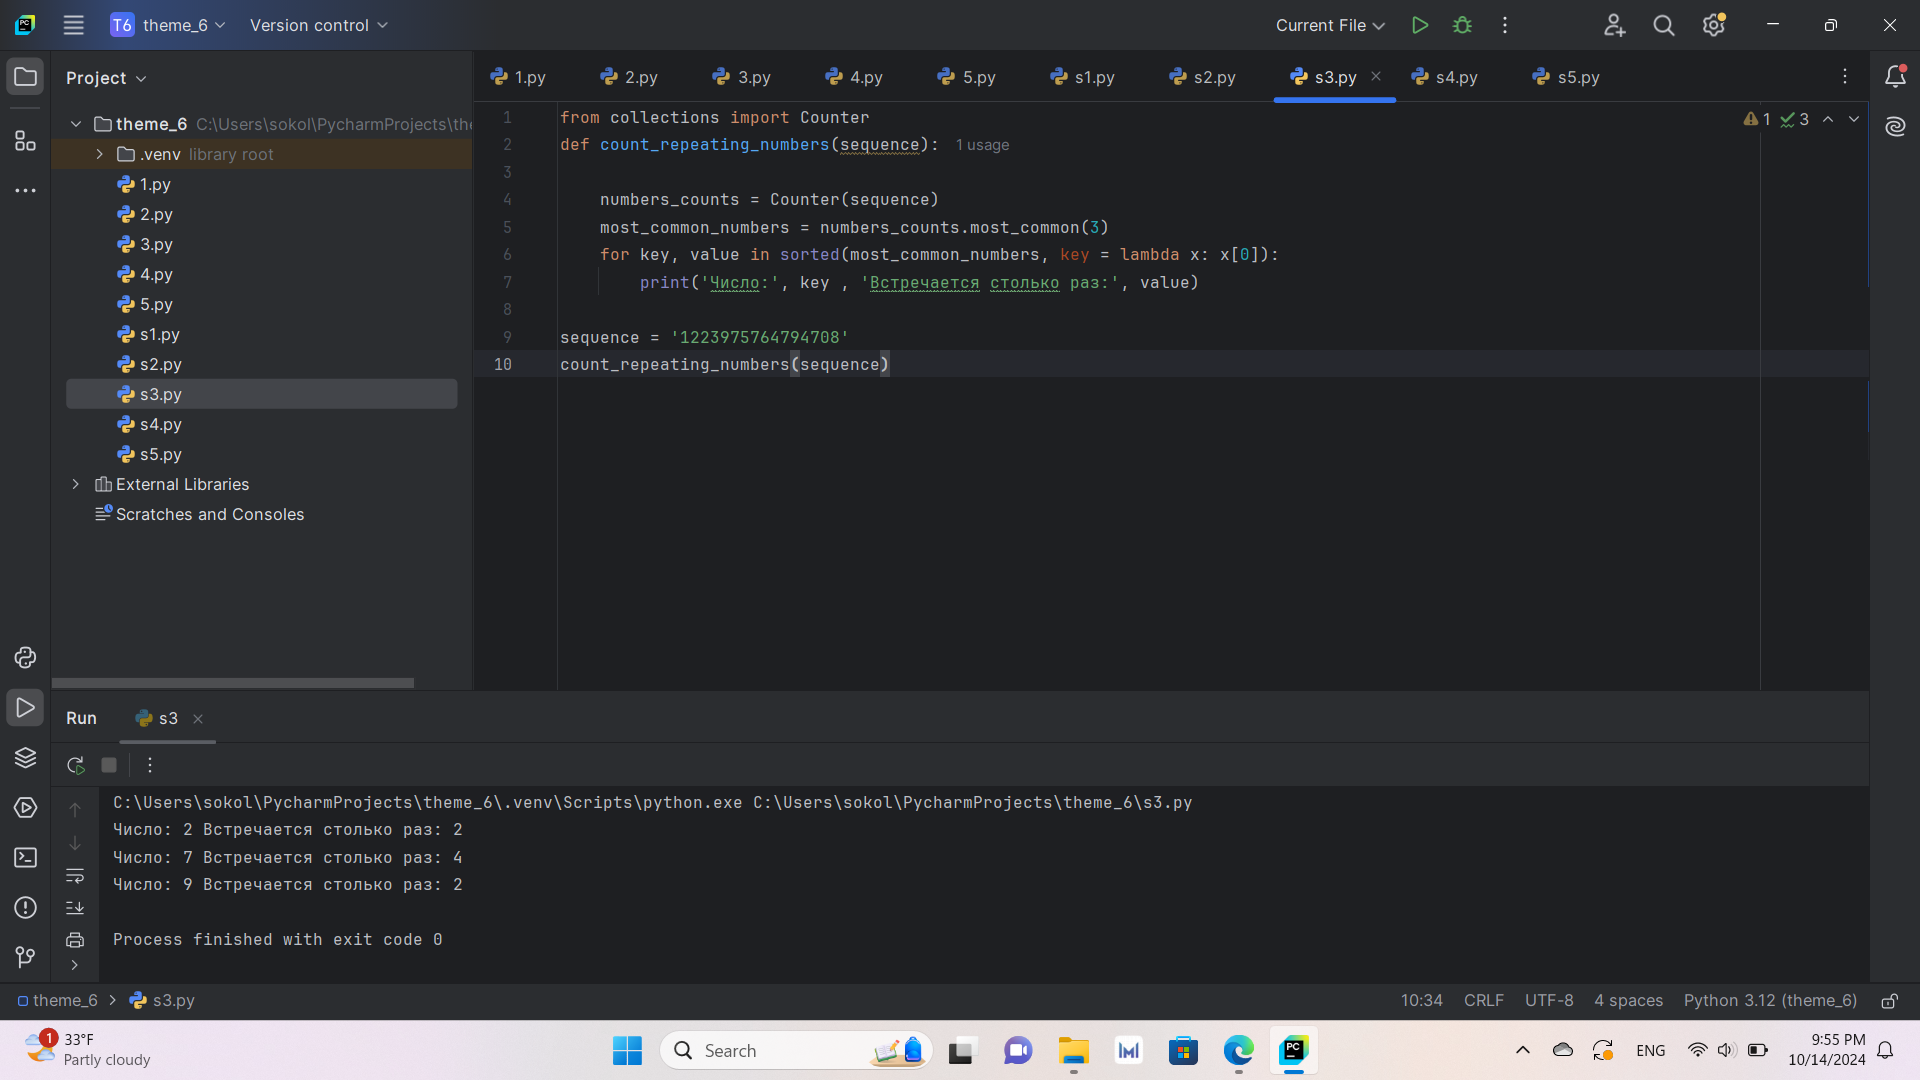 T6 theme_6 Version control Current File
Project
1.py 2.py 3.py 4.py 5.py s1.py s2.py s3.py s4.py s5.py
theme_6 C:\Users\sokol\PycharmProjects\the
.venv library root
1.py
2.py
3.py
4.py
5.py
s1.py
s2.py
s3.py
s4.py
s5.py
External Libraries
Scratches and Consoles
1 from collections import Counter
2 def count_repeating_numbers(sequence): 1 usage
3
4 numbers_counts = Counter(sequence)
5 most_common_numbers = numbers_counts.most_common(3)
6 for key, value in sorted(most_common_numbers, key = lambda x: x[0]):
7 print('Число:', key , 'Встречается столько раз:', value)
8
9 sequence = '1223975764794708'
10 count_repeating_numbers(sequence)
1 3
Run s3
C:\Users\sokol\PycharmProjects\theme_6\.venv\Scripts\python.exe C:\Users\sokol\PycharmProjects\theme_6\s3.py
Число: 2 Встречается столько раз: 2
Число: 7 Встречается столько раз: 4
Число: 9 Встречается столько раз: 2
Process finished with exit code 0
theme_6 s3.py 10:34 CRLF UTF-8 4 spaces Python 3.12 (theme_6)
1 33°F
Partly cloudy
Search
PC
ENG
9:55 PM
10/14/2024